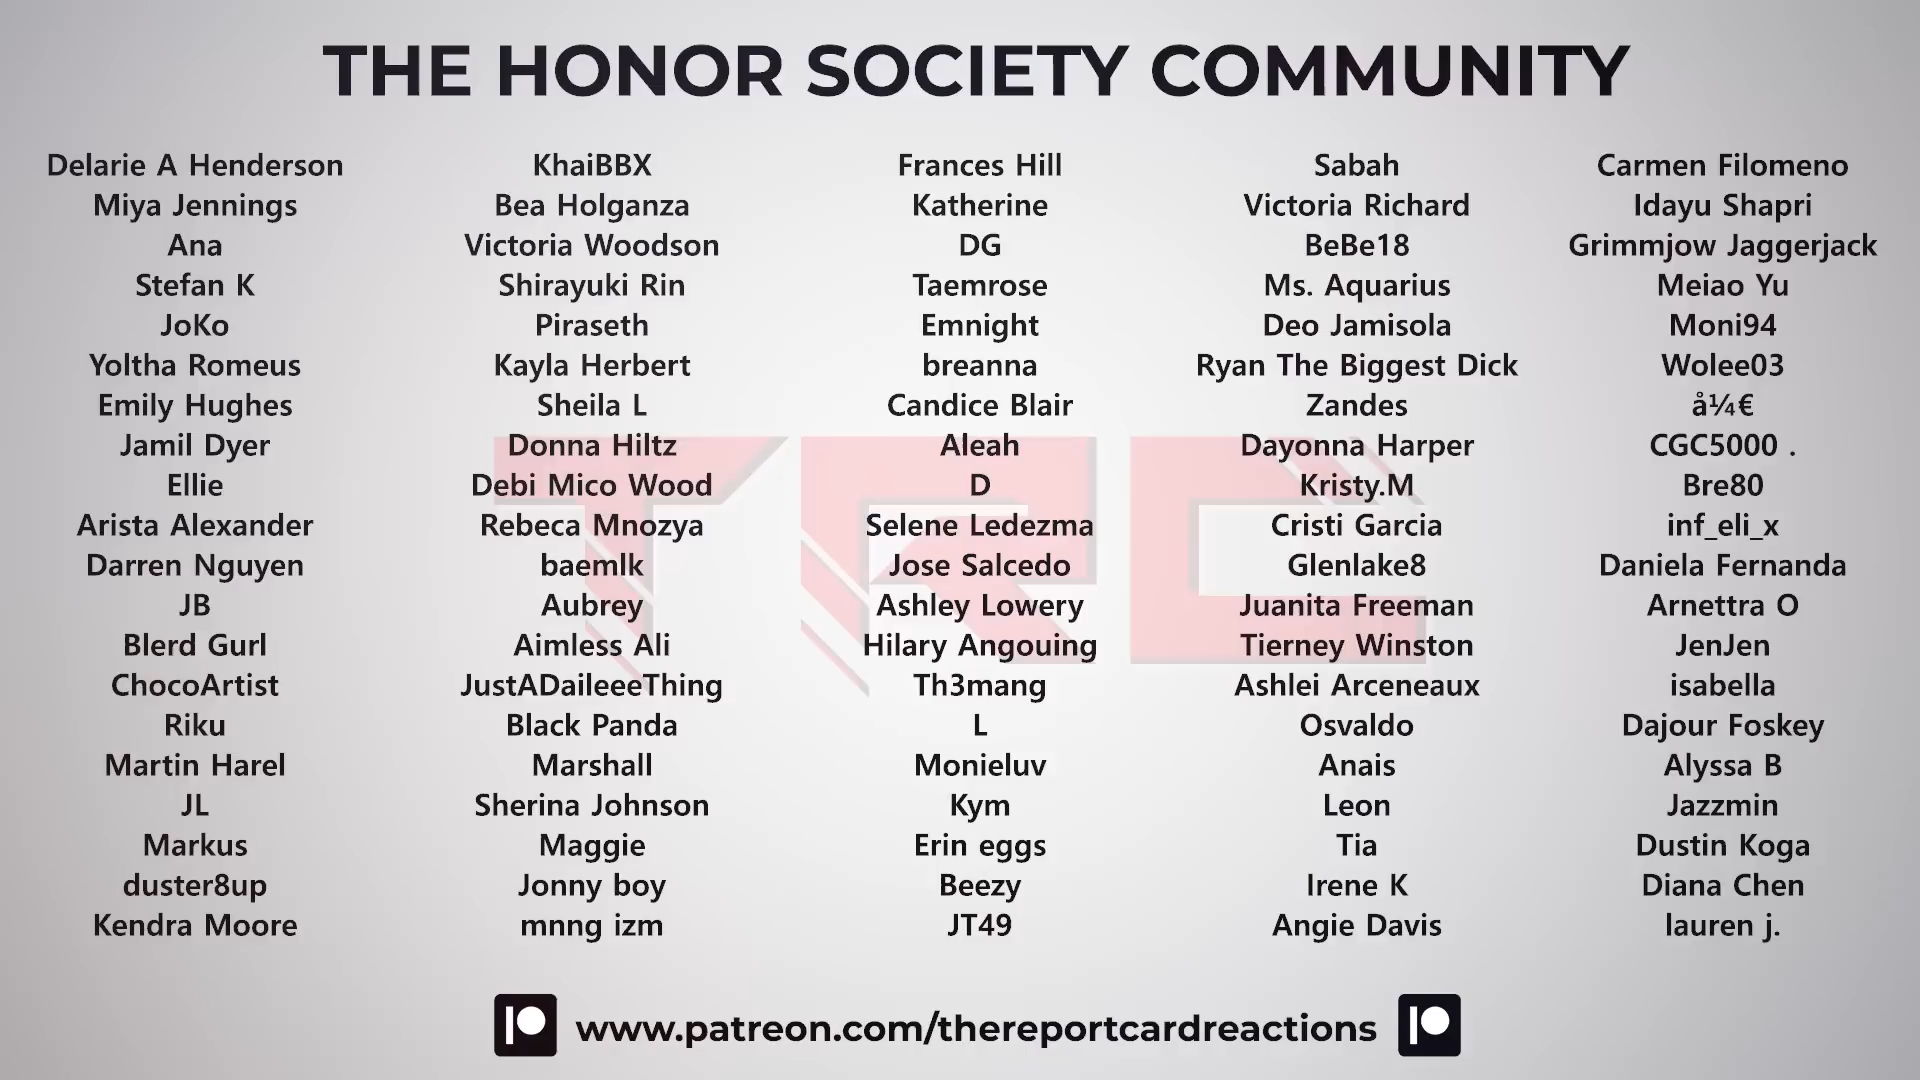 THE HONOR SOCIETY COMMUNITY
Delarie A Henderson
Miya Jennings
Ana
Stefan K
JoKo
Yoltha Romeus
Emily Hughes
Jamil Dyer
Ellie
Arista Alexander
Darren Nguyen
JB
Blerd Gurl
ChocoArtist
Riku
Martin Harel
JL
Markus
duster8up
Kendra Moore
KhaiBBX
Bea Holganza
Victoria Woodson
Shirayuki Rin
Piraseth
Kayla Herbert
Sheila L
Donna Hiltz
Debi Mico Wood
Rebeca Mnozya
baemlk
Aubrey
Aimless Ali
JustADaileeeThing
Black Panda
Marshall
Sherina Johnson
Maggie
Jonny boy
mnng izm
Frances Hill
Katherine
DG
Taemrose
Emnight
breanna
Candice Blair
Aleah
D
Selene Ledezma
Jose Salcedo
Ashley Lowery
Hilary Angouing
Th3mang
L
Monieluv
Kym
Erin eggs
Beezy
JT49
Sabah
Victoria Richard
BeBe18
Ms. Aquarius
Deo Jamisola
Ryan The Biggest Dick
Zandes
Dayonna Harper
Kristy.M
Cristi Garcia
Glenlake8
Juanita Freeman
Tierney Winston
Ashlei Arceneaux
Osvaldo
Anais
Leon
Tia
Irene K
Angie Davis
Carmen Filomeno
Idayu Shapri
Grimmjow Jaggerjack
Meiao Yu
Moni94
Wolee03
å¼€
CGC5000 .
Bre80
inf_eli_x
Daniela Fernanda
Arnettra O
JenJen
isabella
Dajour Foskey
Alyssa B
Jazzmin
Dustin Koga
Diana Chen
lauren j.
TRC
www.patreon.com/thereportcardreactions